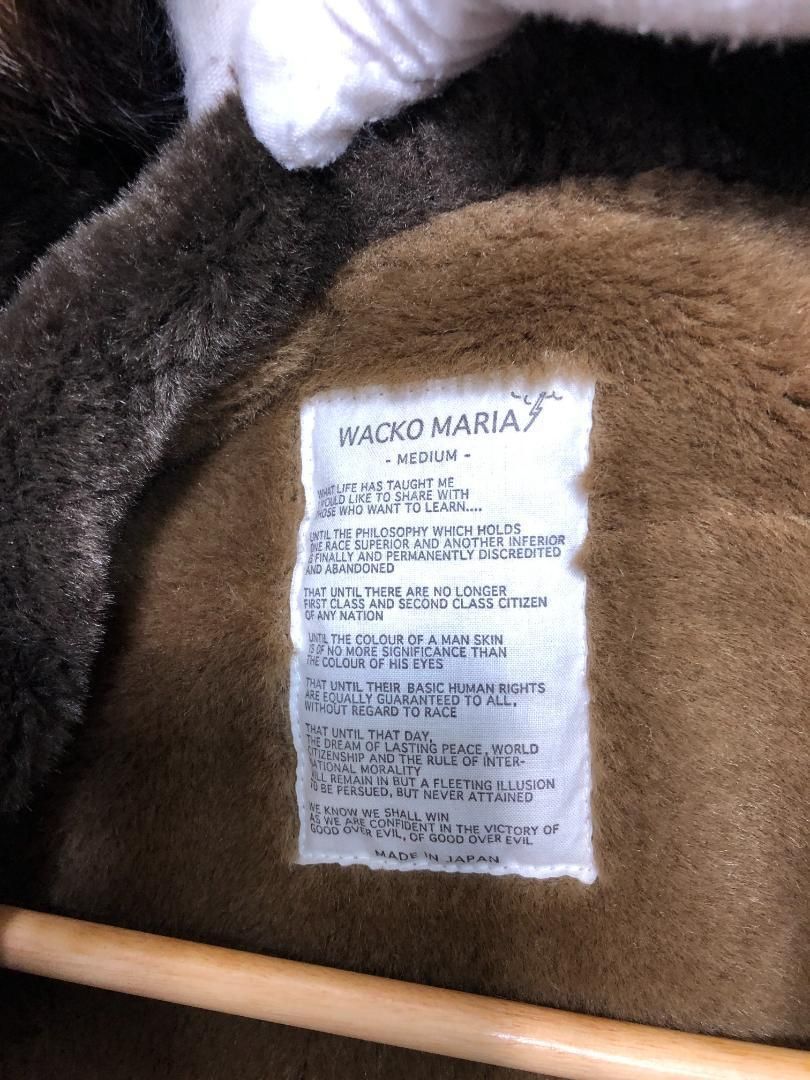 WACKO MARIA
- MEDIUM -
WHAT LIFE HAS TAUGHT ME
WOULD LIKE TO SHARE WITH
THOSE WHO WANT TO LEARN....
UNTIL THE PHILOSOPHY WHICH HOLDS
ONE RACE SUPERIOR AND ANOTHER INFERIOR
IS FINALLY AND PERMANENTLY DISCREDITED
AND ABANDONED
THAT UNTIL THERE ARE NO LONGER
FIRST CLASS AND SECOND CLASS CITIZEN
OF ANY NATION
UNTIL THE COLOUR OF A MAN SKIN
IS OF NO MORE SIGNIFICANCE THAN
THE COLOUR OF HIS EYES
THAT UNTIL THEIR BASIC HUMAN RIGHTS
ARE EQUALLY GUARANTEED TO ALL,
WITHOUT REGARD TO RACE
THAT UNTIL THAT DAY,
THE DREAM OF LASTING PEACE, WORLD
CITIZENSHIP AND THE RULE OF INTER-
NATIONAL MORALITY
WILL REMAIN IN BUT A FLEETING ILLUSION
TO BE PERSUED, BUT NEVER ATTAINED
WE KNOW WE SHALL WIN
AS WE ARE CONFIDENT IN THE VICTORY OF
GOOD OVER EVIL, OF GOOD OVER EVIL
MADE IN JAPAN